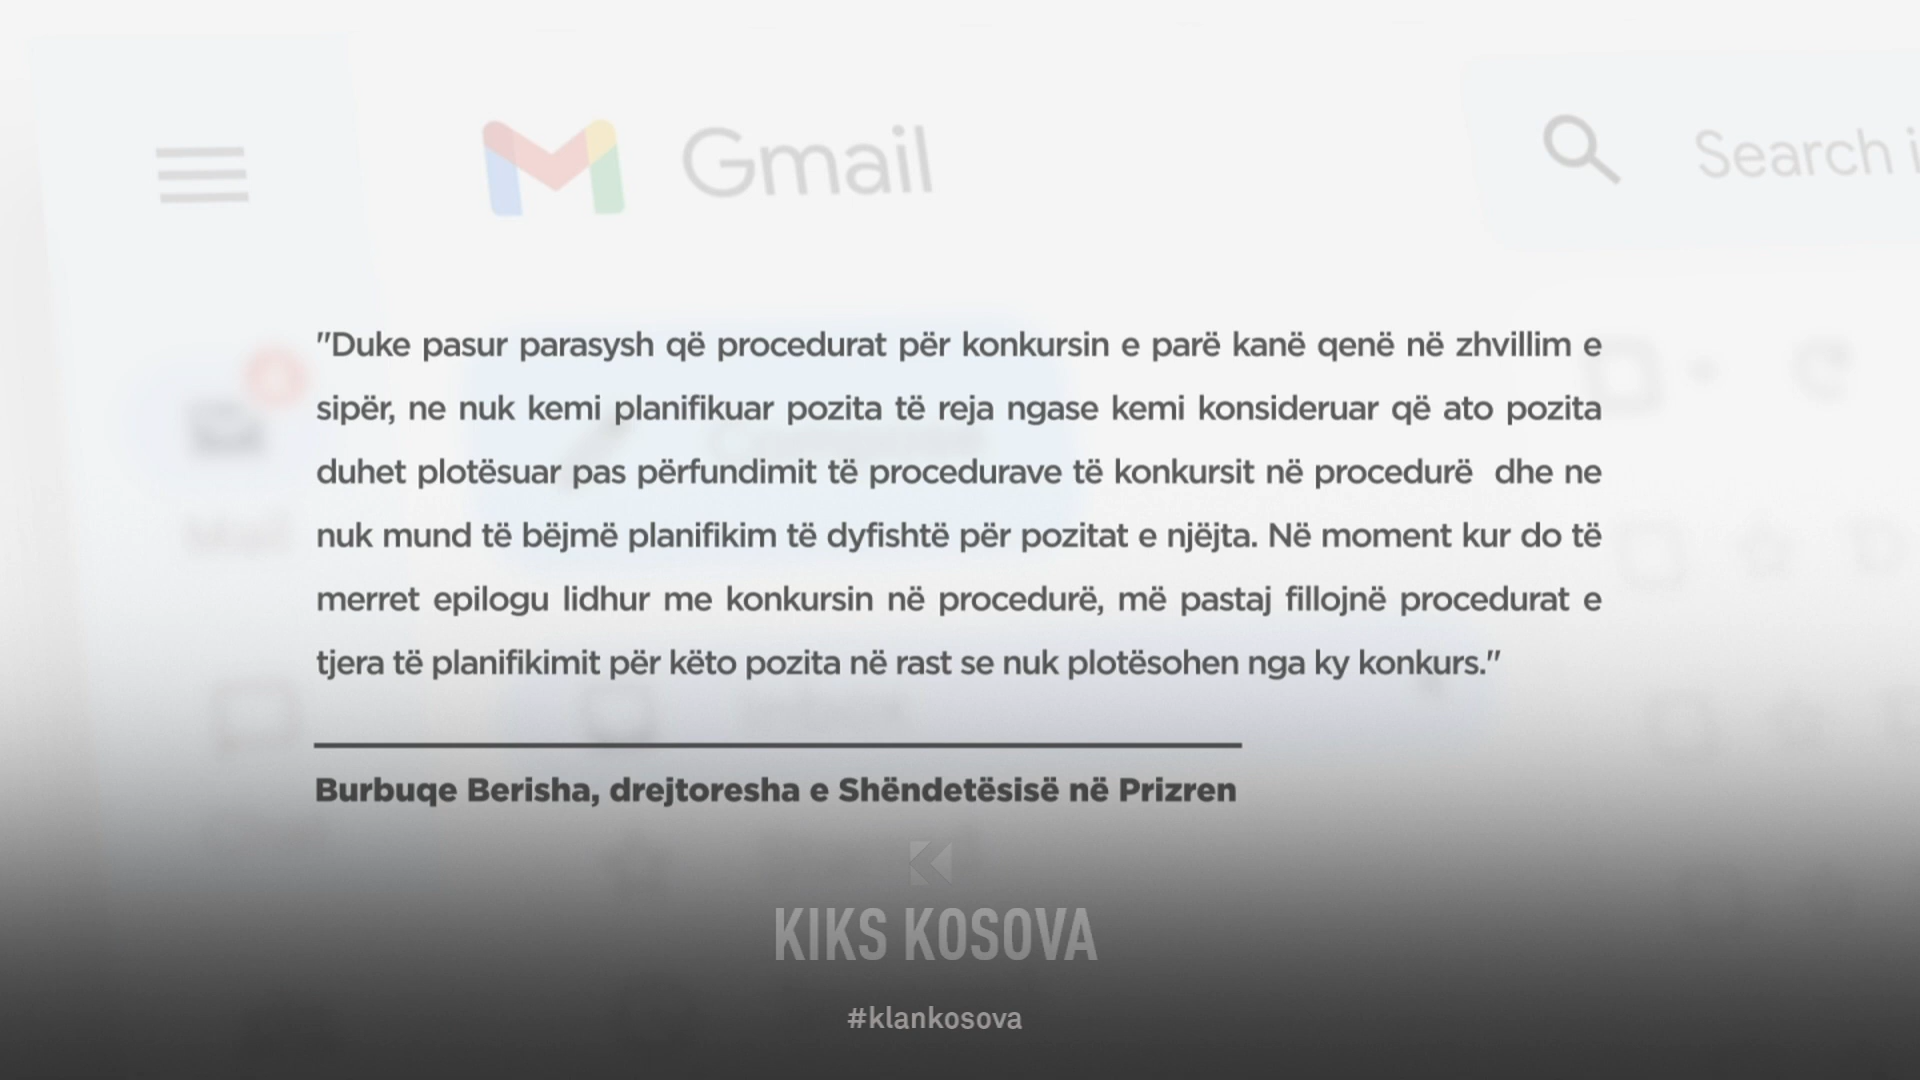 Gmail
Search i
"Duke pasur parasysh që procedurat për konkursin e parë kanë qenë në zhvillim e
sipër, ne nuk kemi planifikuar pozita të reja ngase kemi konsideruar që ato pozita
duhet plotësuar pas përfundimit të procedurave të konkursit në procedurë  dhe ne
nuk mund të bëjmë planifikim të dyfishtë për pozitat e njëjta. Në moment kur do të
merret epilogu lidhur me konkursin në procedurë, më pastaj fillojnë procedurat e
tjera të planifikimit për këto pozita në rast se nuk plotësohen nga ky konkurs."
Compose
Mail
Inbox
Burbuqe Berisha, drejtoresha e Shëndetësisë në Prizren
KIKS KOSOVA
#klankosova